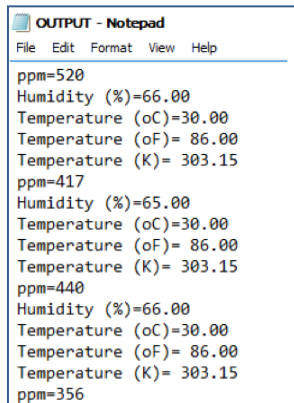 OUTPUT - Notepad
File Edit Format View Help
ppm=520
Humidity (%)=66.00
Temperature (oC)=30.00
Temperature (oF)= 86.00
Temperature (K)= 303.15
ppm=417
Humidity (%)=65.00
Temperature (oC)=30.00
Temperature (oF)= 86.00
Temperature (K)= 303.15
ppm=440
Humidity (%)=66.00
Temperature (oC)=30.00
Temperature (oF)= 86.00
Temperature (K)= 303.15
ppm=356